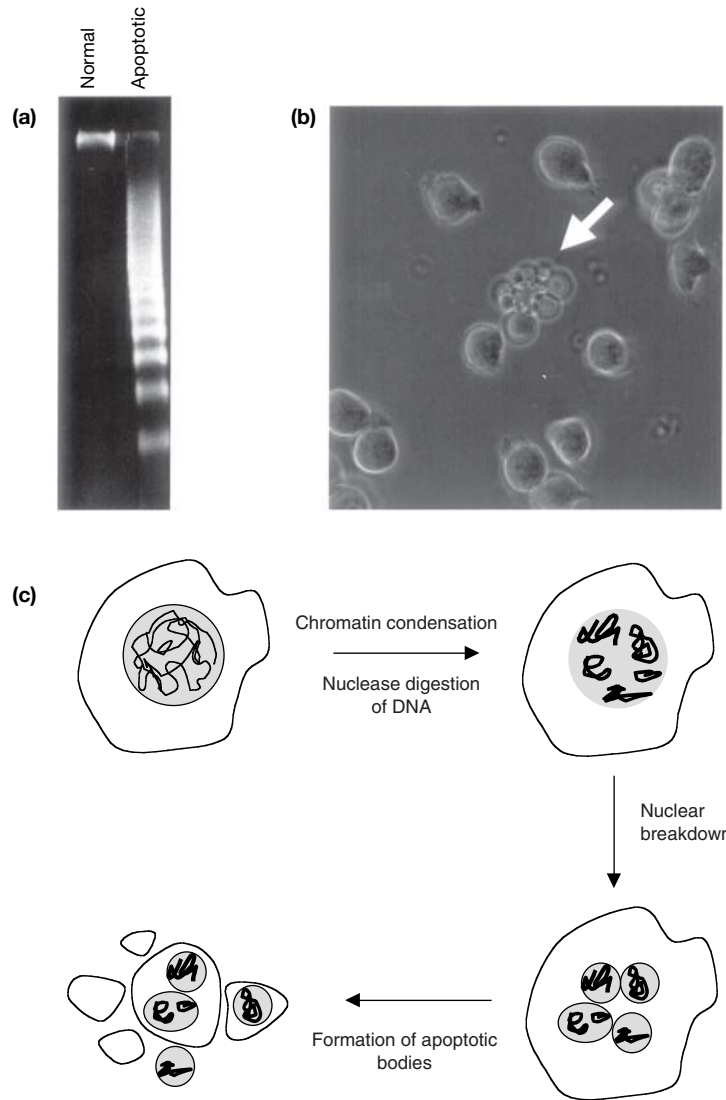 Normal
Apoptotic
(a)
(b)
(c)
Chromatin condensation
Nuclease digestion
of DNA
Nuclear
breakdown
Formation of apoptotic
bodies